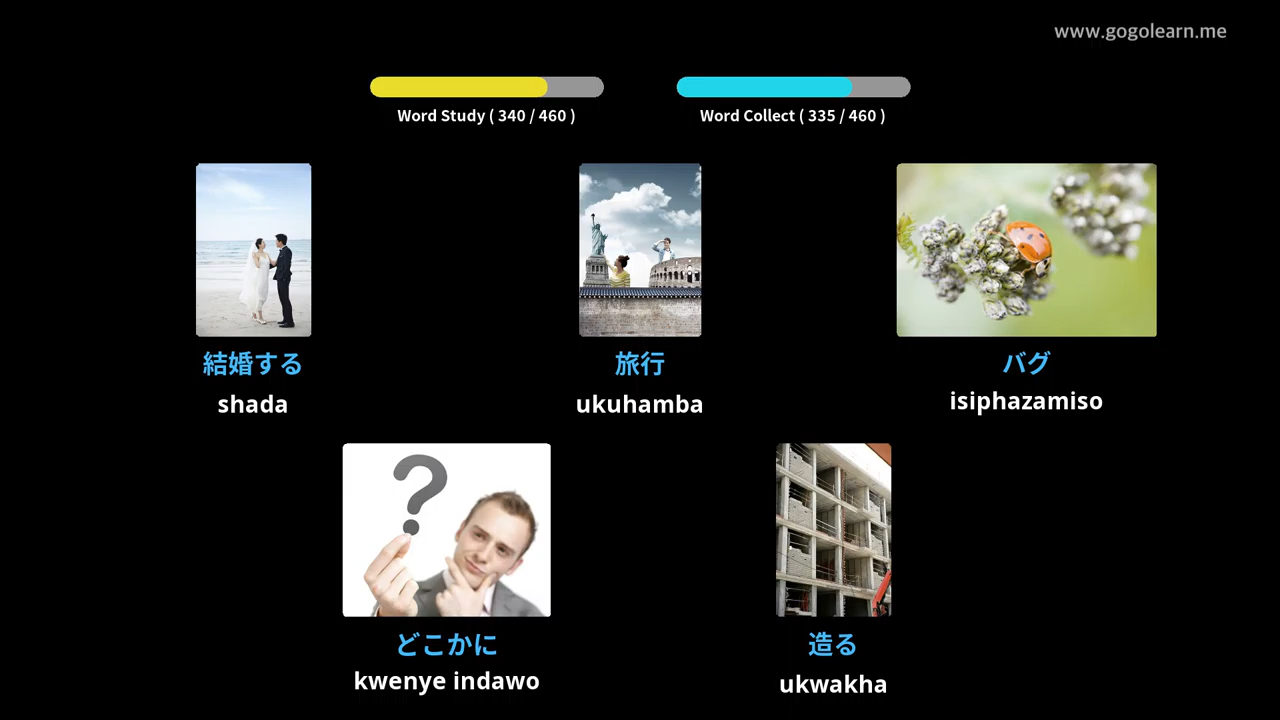 www.gogolearn.me
Word Study ( 340 / 460 )
Word Collect ( 335 / 460 )
結婚する
shada
旅行
ukuhamba
バグ
isiphazamiso
どこかに
kwenye indawo
造る
ukwakha